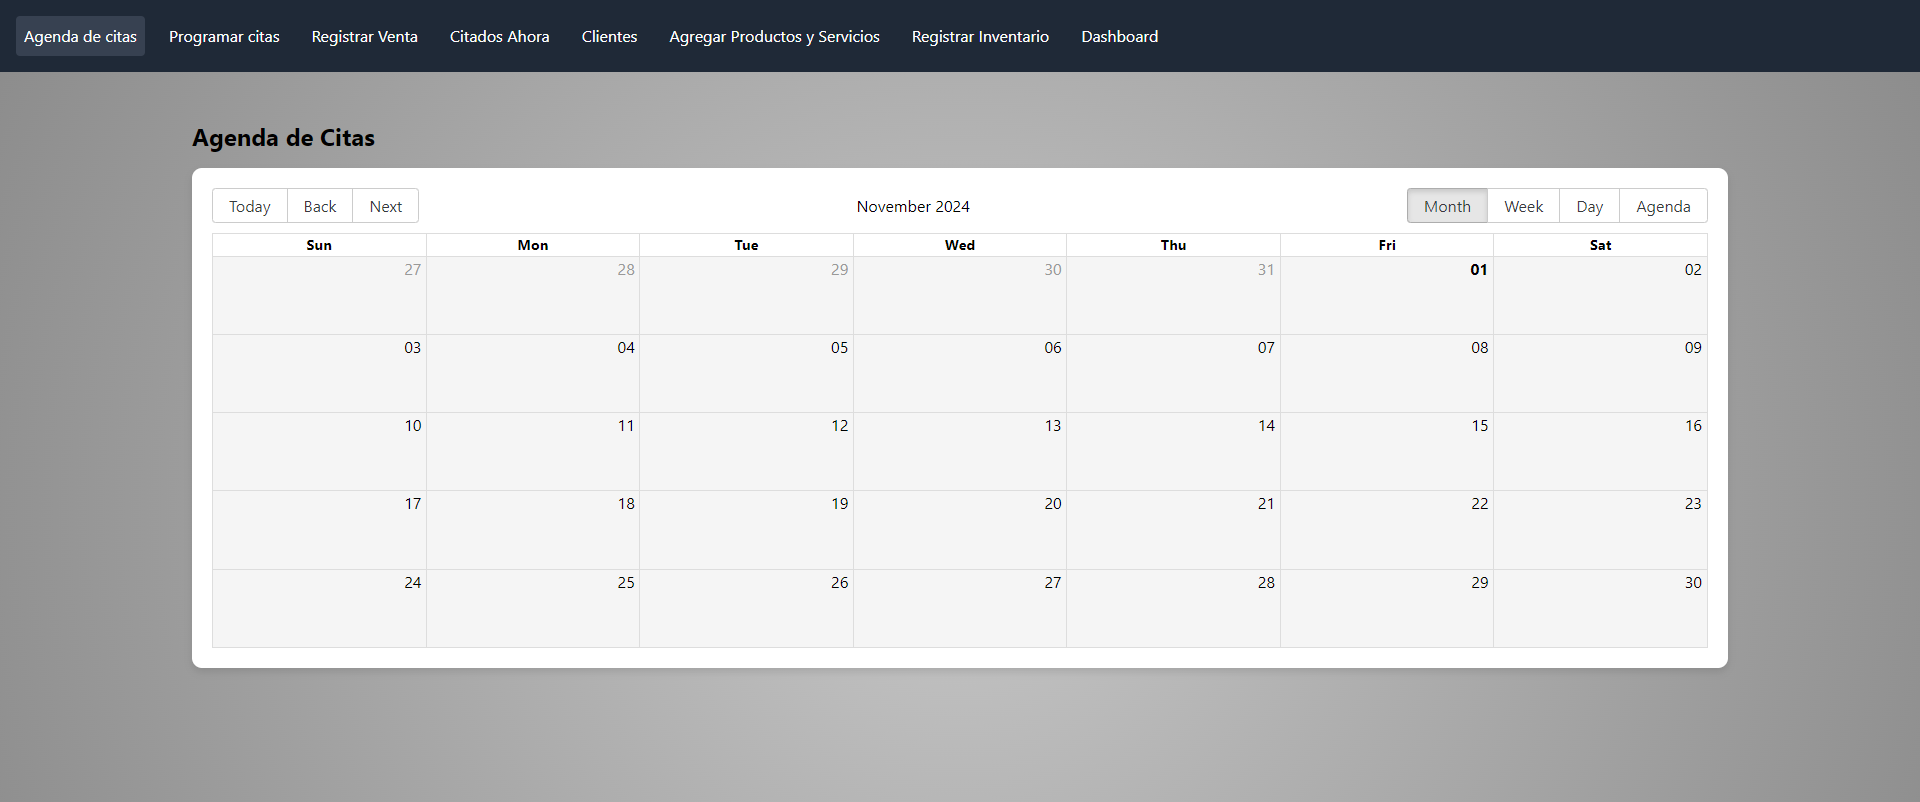 Agenda de citas Programar citas Registrar Venta Citados Ahora Clientes Agregar Productos y Servicios Registrar Inventario Dashboard
Agenda de Citas
Today Back Next November 2024 Month Week Day Agenda
Sun Mon Tue Wed Thu Fri Sat
27 28 29 30 31 01 02
03 04 05 06 07 08 09
10 11 12 13 14 15 16
17 18 19 20 21 22 23
24 25 26 27 28 29 30